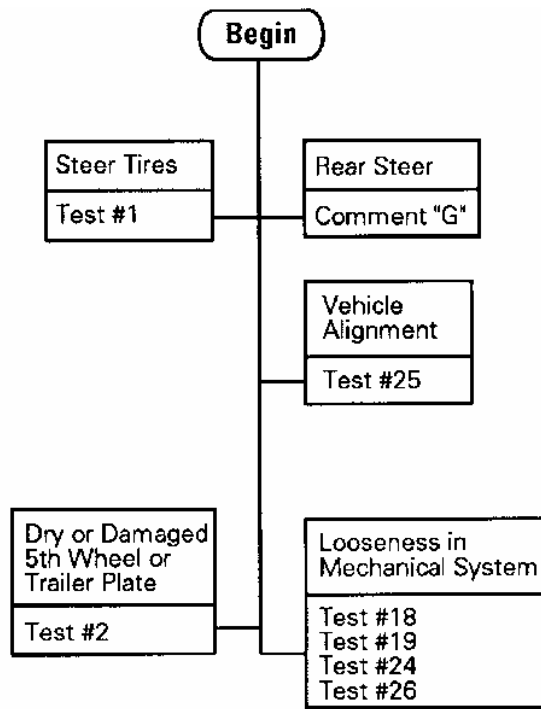 Begin
Steer Tires
Test #1
Rear Steer
Comment "G"
Vehicle
Alignment
Test #25
Dry or Damaged
5th Wheel or
Trailer Plate
Test #2
Looseness in
Mechanical System
Test #18
Test #19
Test #24
Test #26